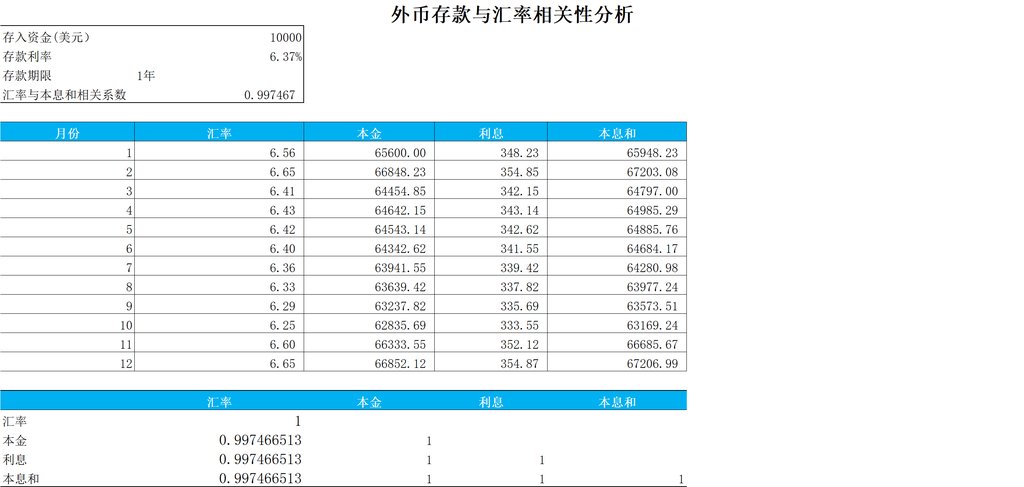 外币存款与汇率相关性分析
存入资金(美元） 10000
存款利率 6.37%
存款期限 1年
汇率与本息和相关系数 0.997467
月份 汇率 本金 利息 本息和
1 6.56 65600.00 348.23 65948.23
2 6.65 66848.23 354.85 67203.08
3 6.41 64454.85 342.15 64797.00
4 6.43 64642.15 343.14 64985.29
5 6.42 64543.14 342.62 64885.76
6 6.40 64342.62 341.55 64684.17
7 6.36 63941.55 339.42 64280.98
8 6.33 63639.42 337.82 63977.24
9 6.29 63237.82 335.69 63573.51
10 6.25 62835.69 333.55 63169.24
11 6.60 66333.55 352.12 66685.67
12 6.65 66852.12 354.87 67206.99
汇率 本金 利息 本息和
汇率 1
本金 0.997466513 1
利息 0.997466513 1 1
本息和 0.997466513 1 1 1